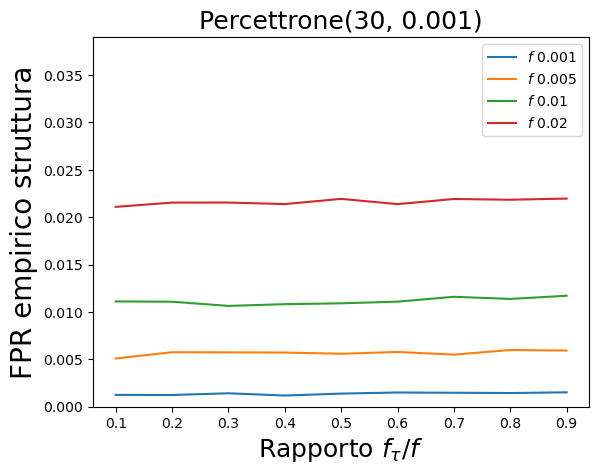 Percettrone(30, 0.001)
FPR empirico struttura
0.035
0.030
0.025
0.020
0.015
0.010
0.005
0.000
f 0.001
f 0.005
f 0.01
f 0.02
0.1 0.2 0.3 0.4 0.5 0.6 0.7 0.8 0.9
Rapporto fτ/f